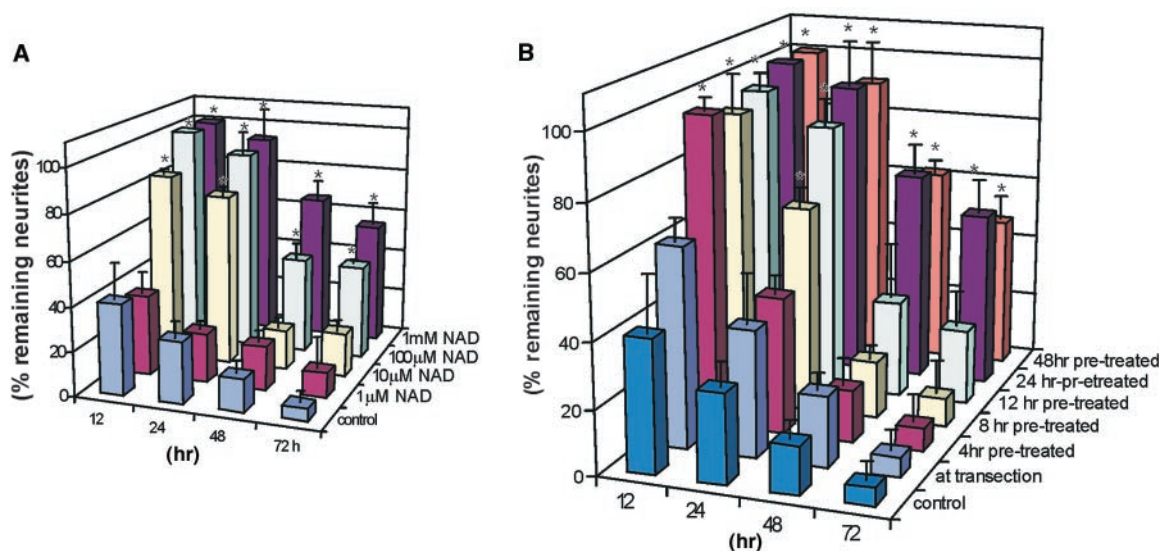 A
(% remaining neurites)
100
80
60
40
20
0
12
24
48
72 h
(hr)
control
1µM NAD
10µM NAD
100µM NAD
1mM NAD
* * * * * * * * * *
B
(% remaining neurites)
100
80
60
40
20
0
12
24
48
72
(hr)
control
at transection
4hr pre-treated
8 hr pre-treated
12 hr pre-treated
24 hr-pr-etreated
48hr pre-treated
* * * * * * * * * * * * *